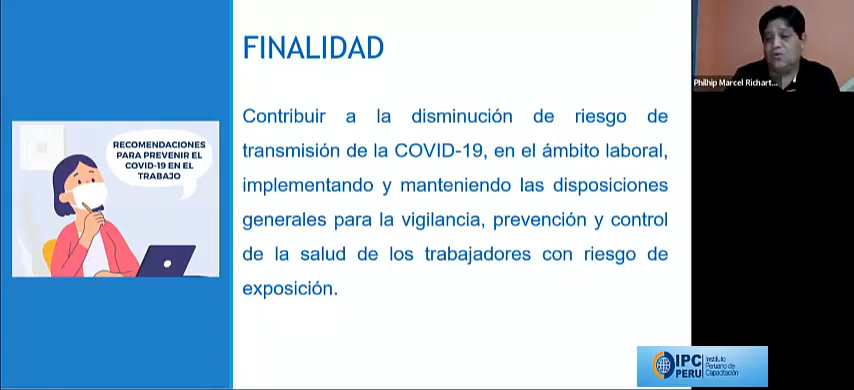 FINALIDAD
Contribuir a la disminución de riesgo de
transmisión de la COVID-19, en el ámbito laboral,
implementando y manteniendo las disposiciones
generales para la vigilancia, prevención y control
de la salud de los trabajadores con riesgo de
exposición.
RECOMENDACIONES
PARA PREVENIR EL
COVID-19 EN EL
TRABAJO
Philhip Marcel Richart...
IPC
PERU
Instituto
Peruano de
Capacitación